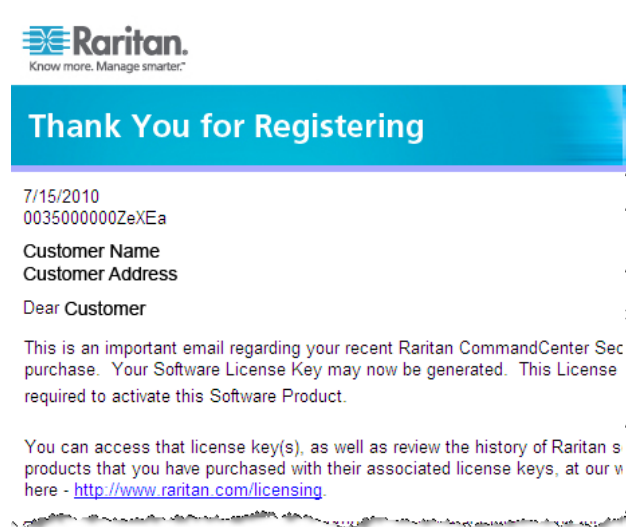 Raritan.
Know more. Manage smarter.™
Thank You for Registering
7/15/2010
0035000000ZeXEa
Customer Name
Customer Address
Dear Customer
This is an important email regarding your recent Raritan CommandCenter Sec
purchase. Your Software License Key may now be generated. This License
required to activate this Software Product.
You can access that license key(s), as well as review the history of Raritan s
products that you have purchased with their associated license keys, at our w
here - http://www.raritan.com/licensing.